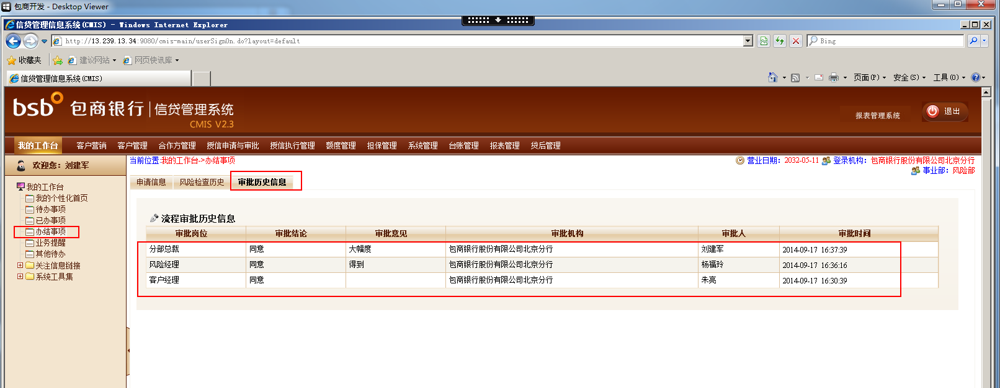 包商开发 - Desktop Viewer
信贷管理信息系统(CMIS) - Windows Internet Explorer
http://13.239.13.34:9080/cmis-main/userSignOn.do?layout=default
Bing
收藏夹 建议网站 网页快讯库
信贷管理信息系统(CMIS)
页面(P) 安全(S) 工具(O)
bsb 包商银行 信贷管理系统
CMIS V2.3
报表管理系统 退出
我的工作台 客户营销 客户管理 合作方管理 授信申请与审批 授信执行管理 额度管理 担保管理 系统管理 台账管理 报表管理 贷后管理
欢迎您：刘建军
当前位置:我的工作台->办结事项
营业日期：2032-05-11 登录机构：包商银行股份有限公司北京分行
事业部：风险部
我的工作台
我的个性化首页
待办事项
已办事项
办结事项
业务提醒
其他待办
关注信息链接
系统工具集
申请信息 风险检查历史 审批历史信息
流程审批历史信息
审批岗位 审批结论 审批意见 审批机构 审批人 审批时间
分部总裁 同意 大幅度 包商银行股份有限公司北京分行 刘建军 2014-09-17 16:37:39
风险经理 同意 得到 包商银行股份有限公司北京分行 杨福玲 2014-09-17 16:36:16
客户经理 同意 包商银行股份有限公司北京分行 朱亮 2014-09-17 16:30:39